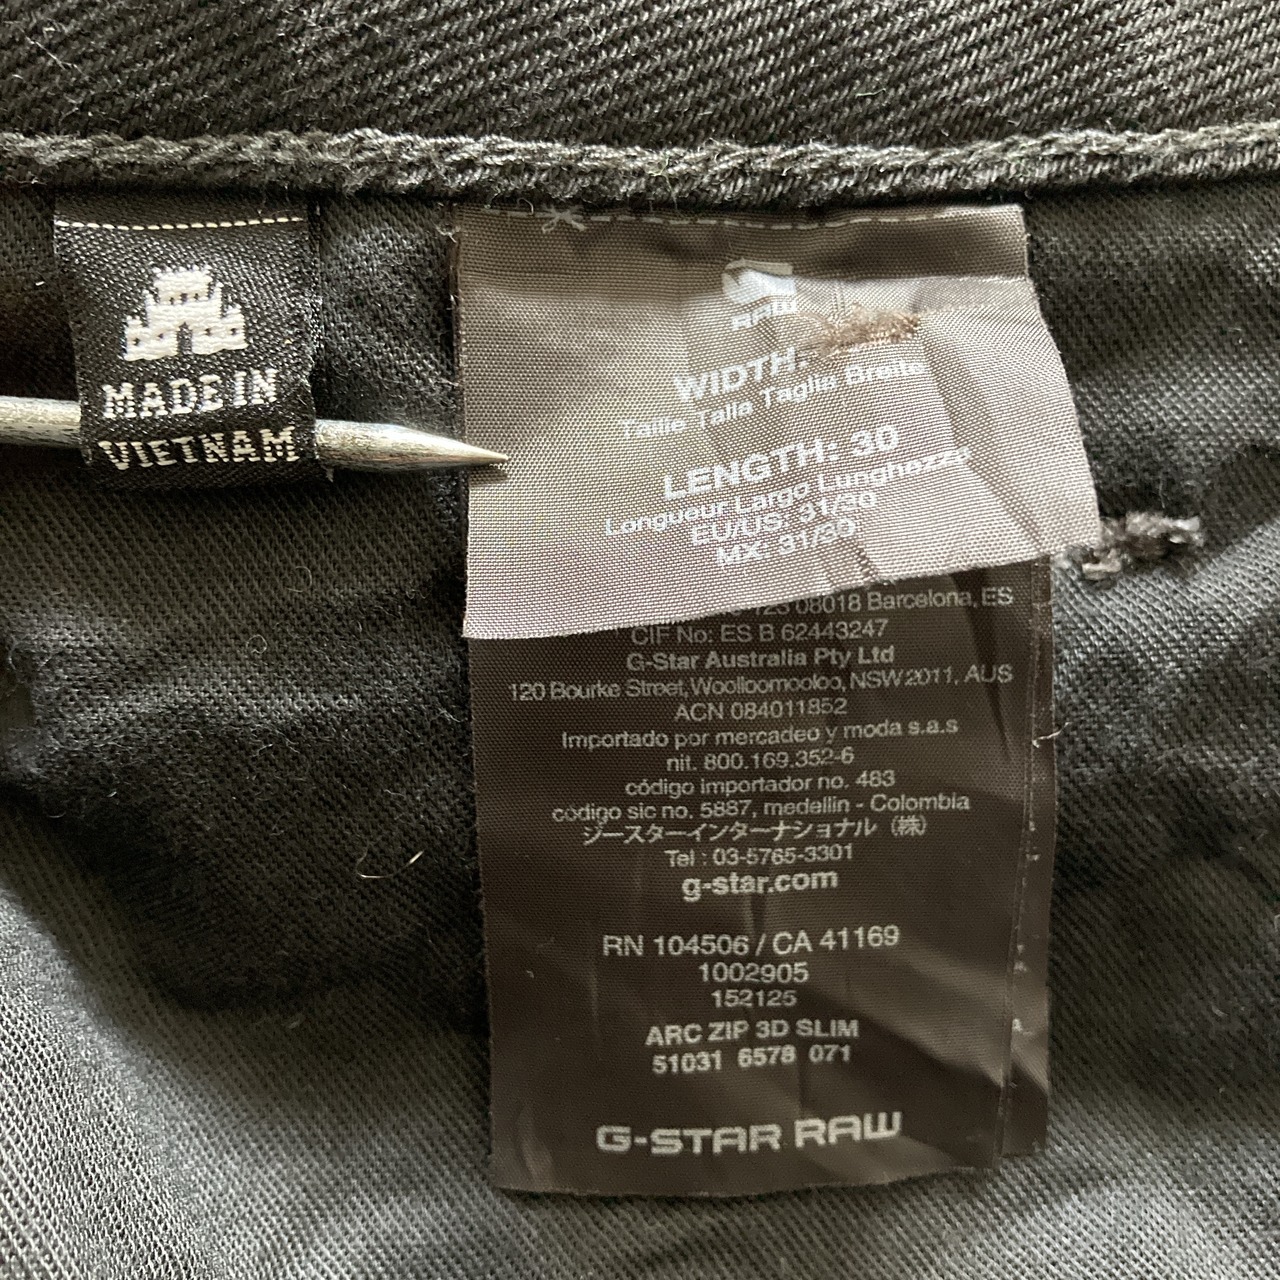 MADE IN
VIETNAM
RAW
WIDTH:
Taille Talla Taglia Breite
LENGTH: 30
Longueur Largo Lunghezza
EU/US: 31/30
MX: 31/30
08018 Barcelona, ES
CIF No: ES B 62443247
G-Star Australia Pty Ltd
120 Bourke Street, Woolloomooloo, NSW 2011, AUS
ACN 084011852
Importado por mercadeo y moda s.a.s
nit. 800.169.352-6
código importador no. 483
código sic no. 5887, medellin - Colombia
ジースターインターナショナル (株)
Tel : 03-5765-3301
g-star.com
RN 104506 / CA 41169
1002905
152125
ARC ZIP 3D SLIM
51031 6578 071
G-STAR RAW